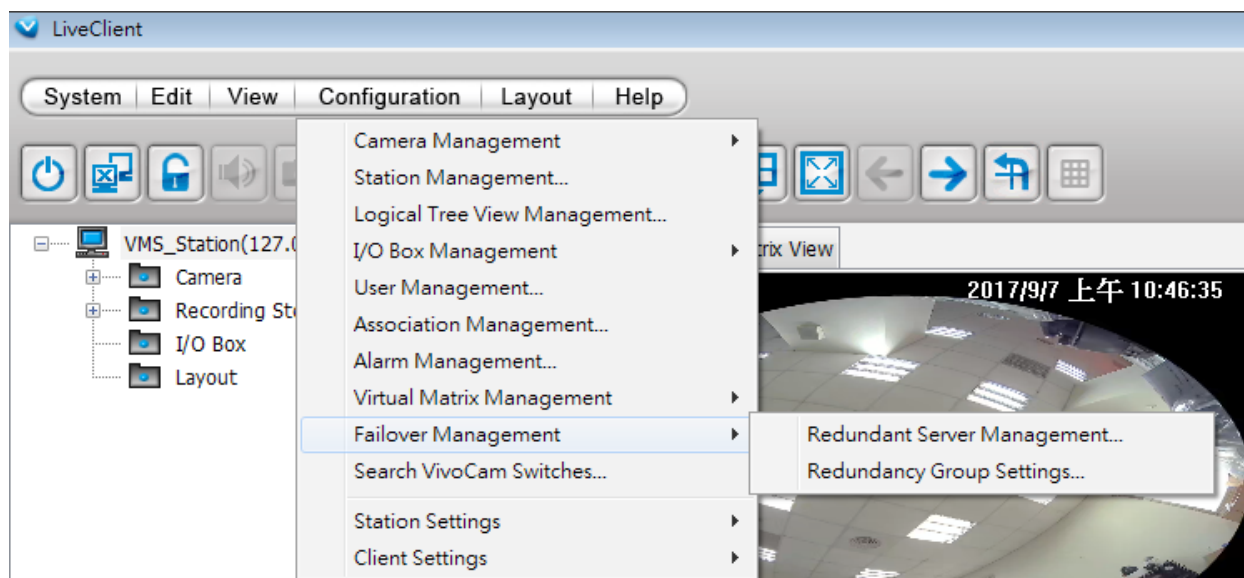 LiveClient
System Edit View Configuration Layout Help
Camera Management
Station Management...
Logical Tree View Management...
I/O Box Management
User Management...
Association Management...
Alarm Management...
Virtual Matrix Management
Failover Management
Search VivoCam Switches...
Station Settings
Client Settings
Redundant Server Management...
Redundancy Group Settings...
VMS_Station(127.0
Camera
Recording Sto
I/O Box
Layout
trix View
2017/9/7 上午 10:46:35